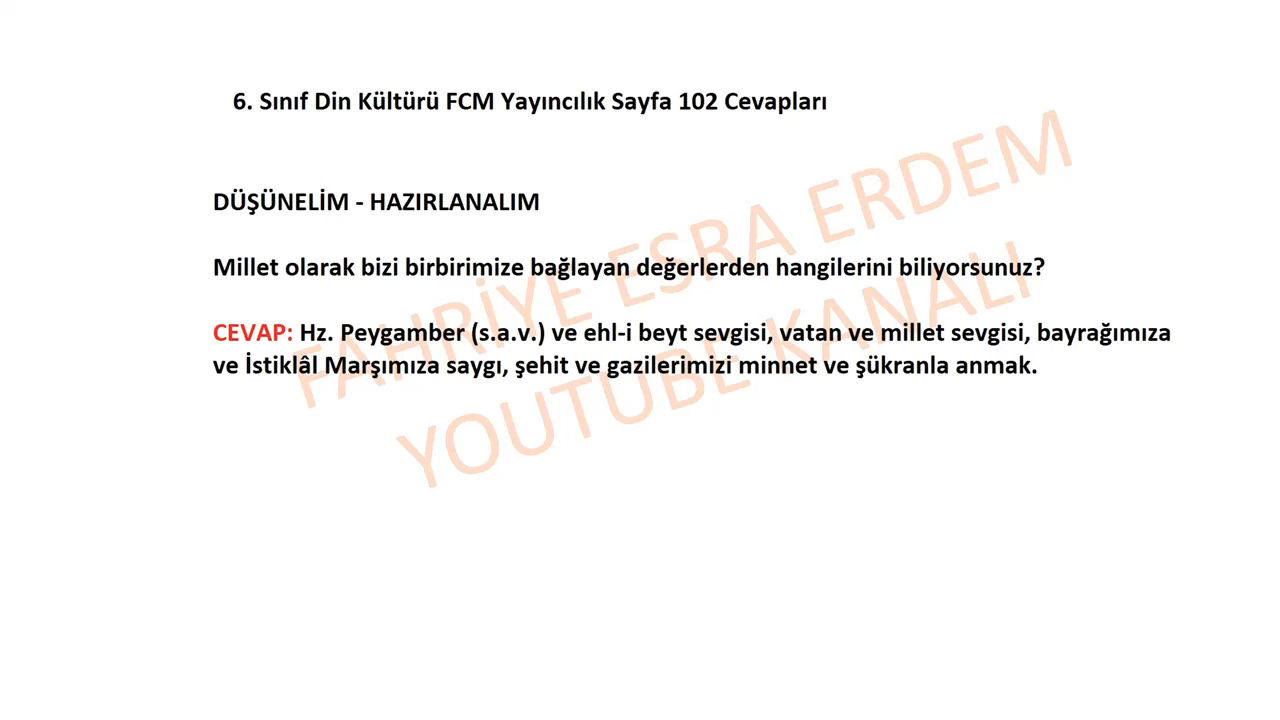 6. Sınıf Din Kültürü FCM Yayıncılık Sayfa 102 Cevapları
DÜŞÜNELİM - HAZIRLANALIM
Millet olarak bizi birbirimize bağlayan değerlerden hangilerini biliyorsunuz?
CEVAP: Hz. Peygamber (s.a.v.) ve ehl-i beyt sevgisi, vatan ve millet sevgisi, bayrağımıza
ve İstiklâl Marşımıza saygı, şehit ve gazilerimizi minnet ve şükranla anmak.
FAHRİYE ESRA ERDEM
YOUTUBE KANALI